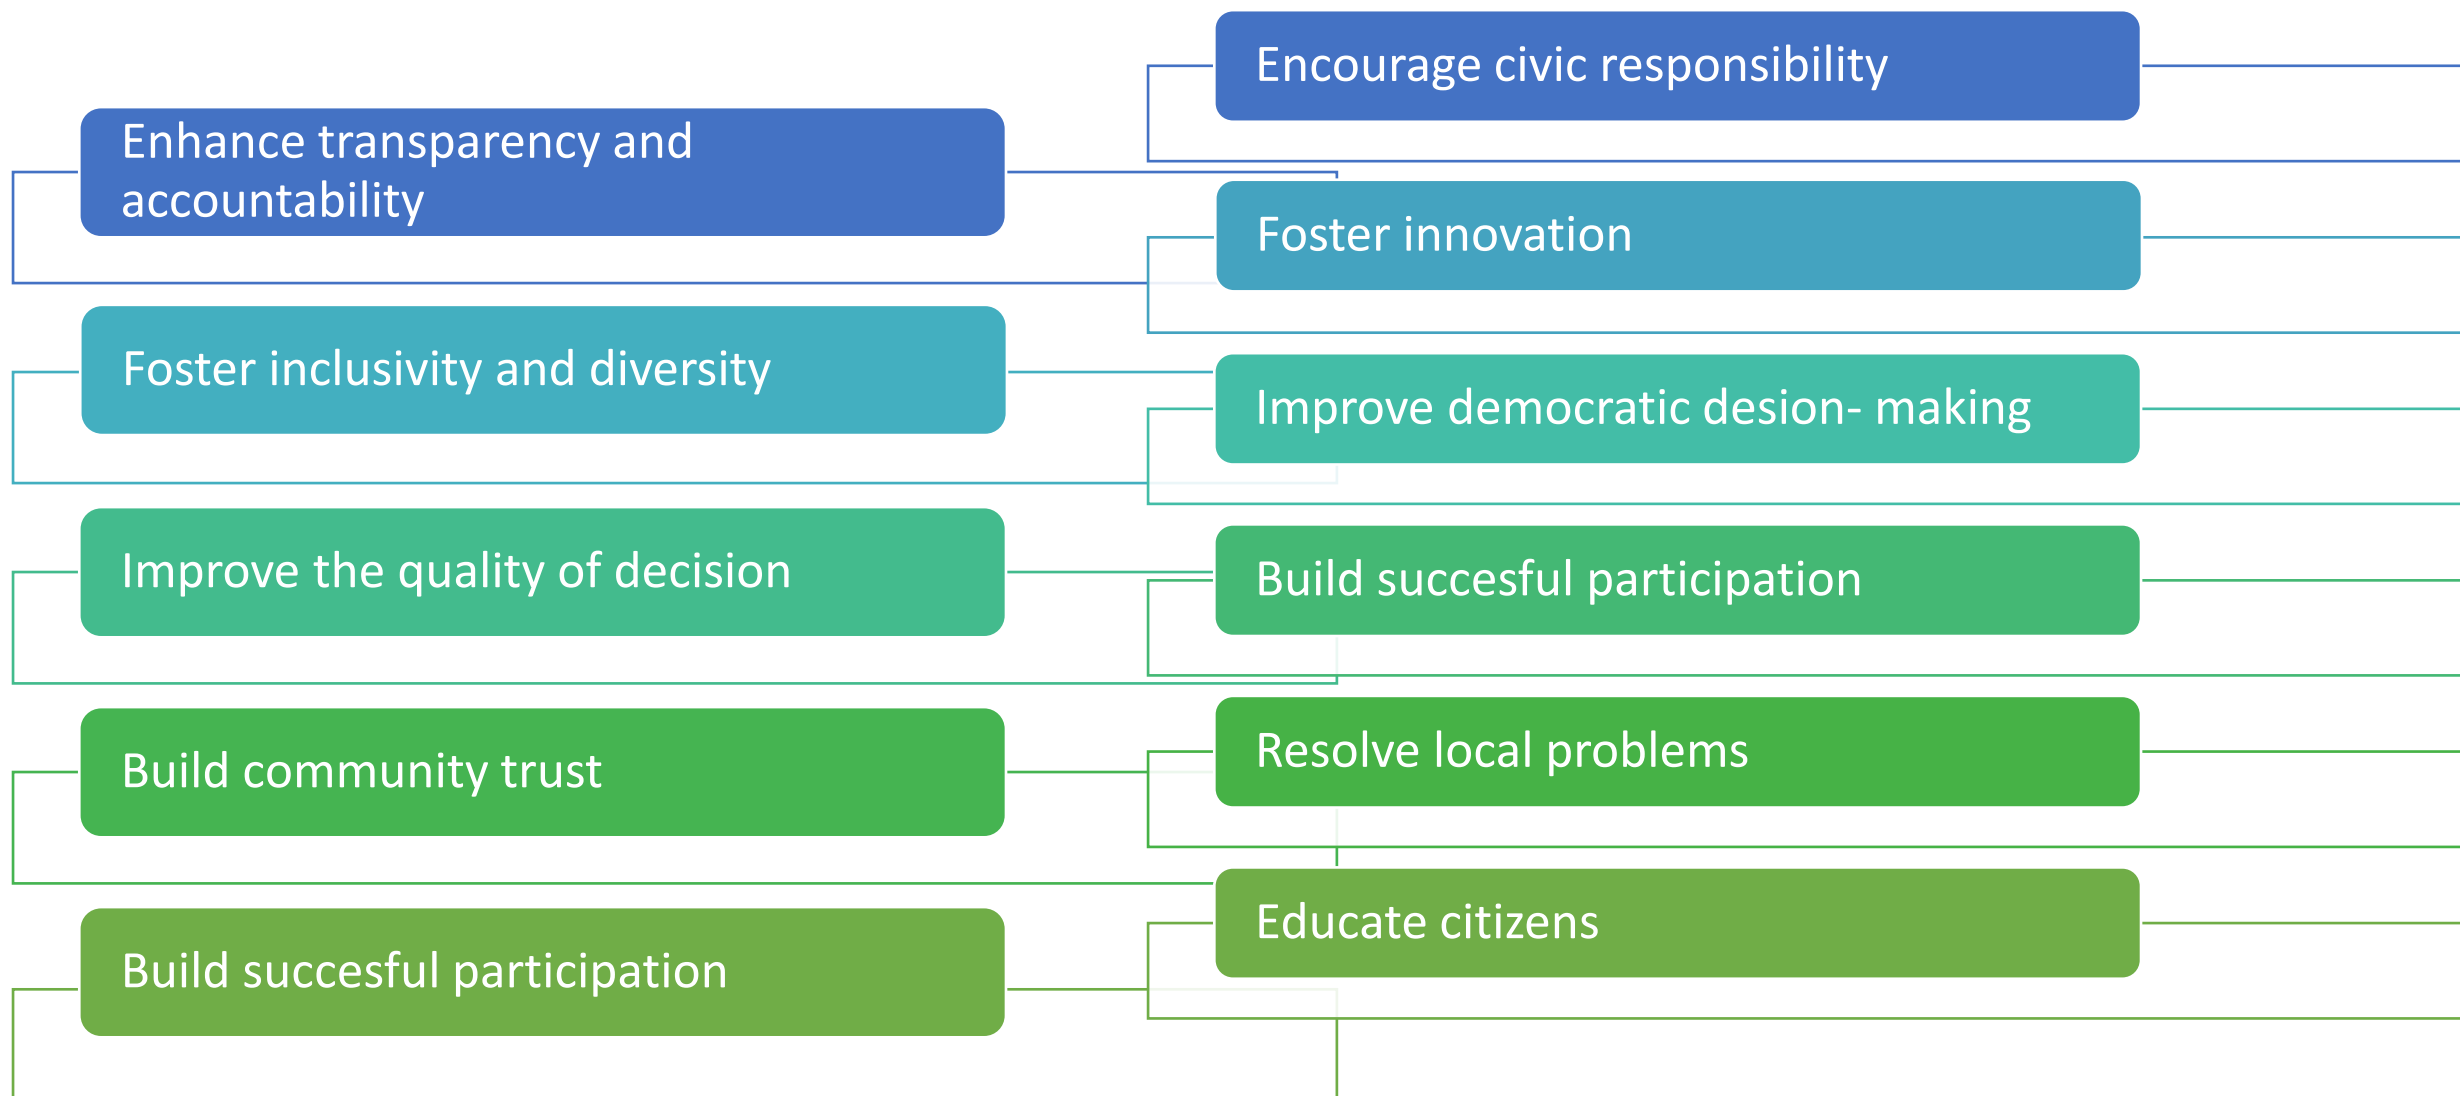 Enhance transparency and
accountability
Foster inclusivity and diversity
Improve the quality of decision
Build community trust
Build succesful participation
Encourage civic responsibility
Foster innovation
Improve democratic desion- making
Build succesful participation
Resolve local problems
Educate citizens